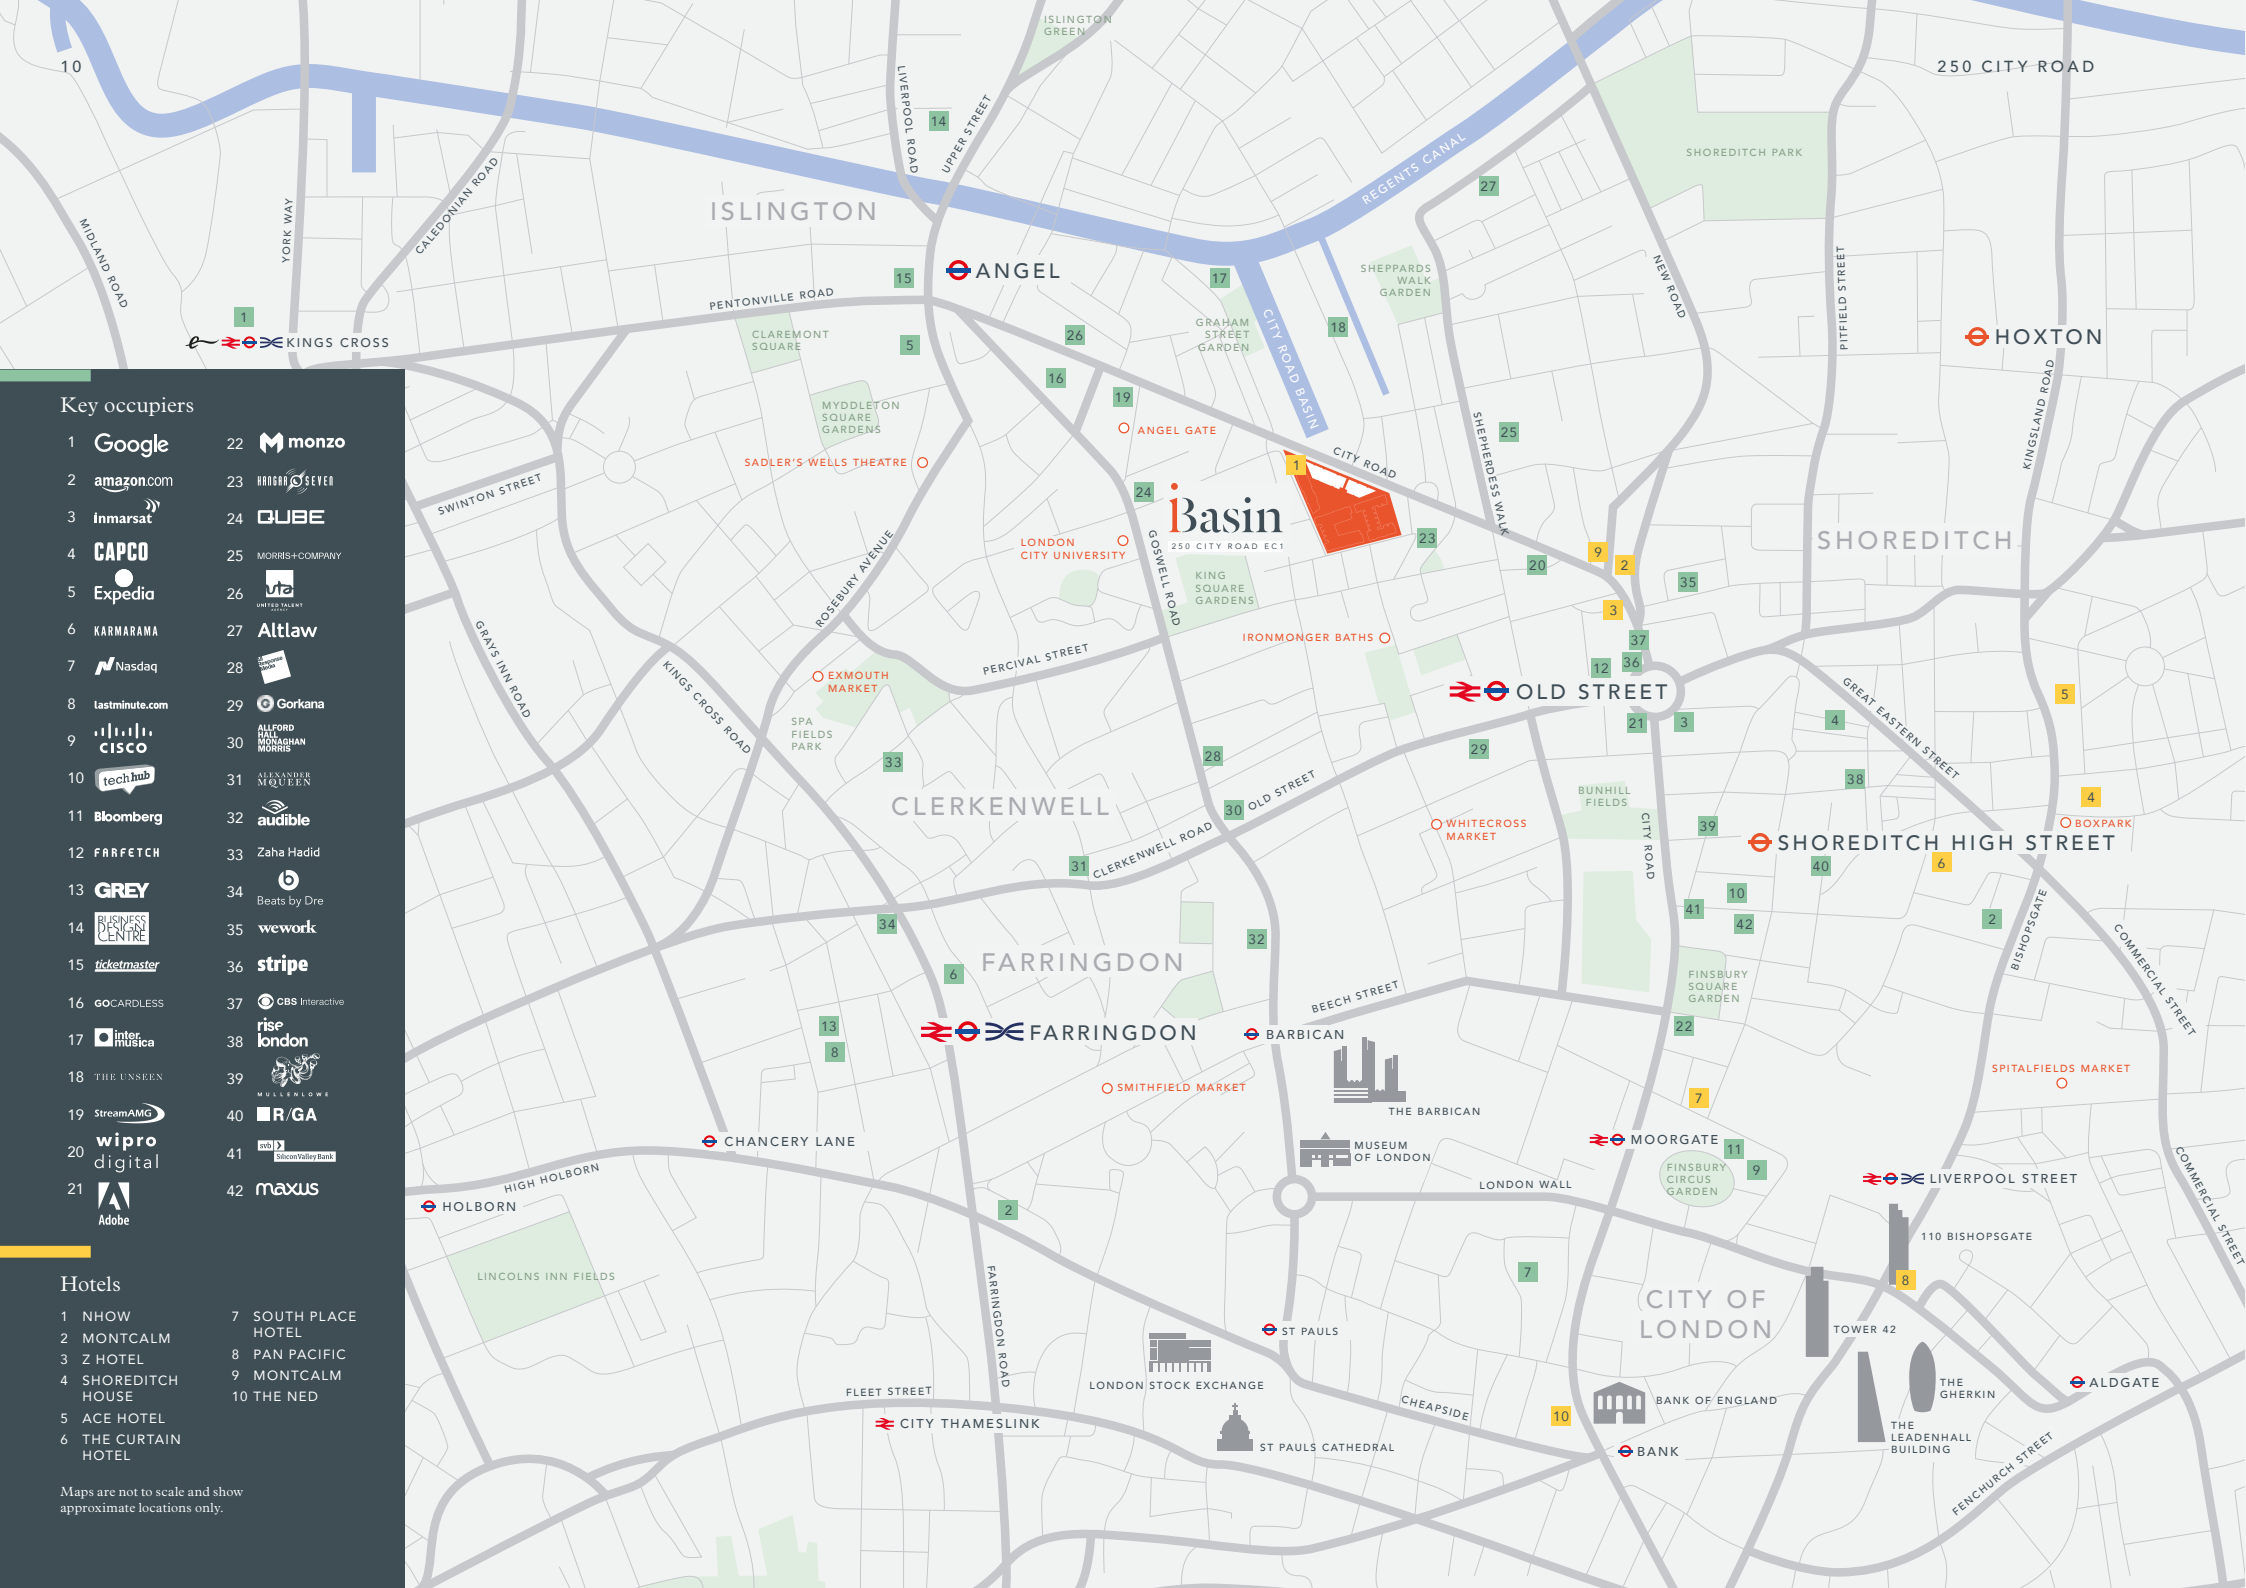 10
250 CITY ROAD
ISLINGTON
GREEN
LIVERPOOL ROAD
UPPER STREET
14
SHOREDITCH PARK
REGENTS CANAL
27
MIDLAND ROAD
YORK WAY
CALEDONIAN ROAD
ISLINGTON
15
ANGEL
17
SHEPPARDS
WALK
GARDEN
NEW ROAD
PITFIELD STREET
PENTONVILLE ROAD
1
KINGS CROSS
CLAREMONT
SQUARE
5
26
GRAHAM
STREET
GARDEN
CITY ROAD BASIN
18
HOXTON
16
19
MYDDLETON
SQUARE
GARDENS
ANGEL GATE
KINGSLAND ROAD
SADLER'S WELLS THEATRE
1
CITY ROAD
SHEPHERDESS WALK
25
SWINTON STREET
24
iBasin
250 CITY ROAD EC1
LONDON
CITY UNIVERSITY
GOSWELL ROAD
23
20
9
2
SHOREDITCH
KING
SQUARE
GARDENS
35
3
ROSEBURY AVENUE
IRONMONGER BATHS
37
36
12
GRAYS INN ROAD
KINGS CROSS ROAD
PERCIVAL STREET
EXMOUTH
MARKET
OLD STREET
GREAT EASTERN STREET
5
SPA
FIELDS
PARK
21
3
4
33
28
29
38
CLERKENWELL
30
OLD STREET
BUNHILL
FIELDS
4
WHITECROSS
MARKET
CITY ROAD
39
BOXPARK
SHOREDITCH HIGH STREET
31
CLERKENWELL ROAD
40
6
10
41
42
2
34
32
BISHOPSGATE
COMMERCIAL STREET
FARRINGDON
6
FINSBURY
SQUARE
GARDEN
BEECH STREET
13
8
FARRINGDON
BARBICAN
22
SMITHFIELD MARKET
SPITALFIELDS MARKET
THE BARBICAN
7
CHANCERY LANE
MUSEUM
OF LONDON
MOORGATE
11
9
FINSBURY
CIRCUS
GARDEN
LIVERPOOL STREET
COMMERCIAL STREET
HIGH HOLBORN
HOLBORN
LONDON WALL
2
110 BISHOPSGATE
LINCOLNS INN FIELDS
7
8
FARRINGDON ROAD
CITY OF
LONDON
ST PAULS
TOWER 42
LONDON STOCK EXCHANGE
FLEET STREET
CITY THAMESLINK
CHEAPSIDE
10
BANK OF ENGLAND
THE
GHERKIN
ALDGATE
THE
LEADENHALL
BUILDING
ST PAULS CATHEDRAL
BANK
FENCHURCH STREET
Key occupiers
1 Google
2 amazon.com
3 inmarsat
4 CAPCO
5 Expedia
6 KARMARAMA
7 Nasdaq
8 lastminute.com
9 CISCO
10 techhub
11 Bloomberg
12 FARFETCH
13 GREY
14 BUSINESS
DESIGN
CENTRE
15 ticketmaster
16 GOCARDLESS
17 inter.
musica
18 THE UNSEEN
19 StreamAMG
20 wipro
digital
21 Adobe
22 monzo
23 HANGAR SEVEN
24 QUBE
25 MORRIS+COMPANY
26 uta
UNITED TALENT
AGENCY
27 Altlaw
28
29 Gorkana
30 ALLFORD
HALL
MONAGHAN
MORRIS
31 ALEXANDER
MCQUEEN
32 audible
33 Zaha Hadid
34 Beats by Dre
35 wework
36 stripe
37 CBS Interactive
38 rise
london
39 MULLENLOWE
40 R/GA
41 svb
Silicon Valley Bank
42 maxus
Hotels
1 NHOW
2 MONTCALM
3 Z HOTEL
4 SHOREDITCH
HOUSE
5 ACE HOTEL
6 THE CURTAIN
HOTEL
7 SOUTH PLACE
HOTEL
8 PAN PACIFIC
9 MONTCALM
10 THE NED
Maps are not to scale and show
approximate locations only.